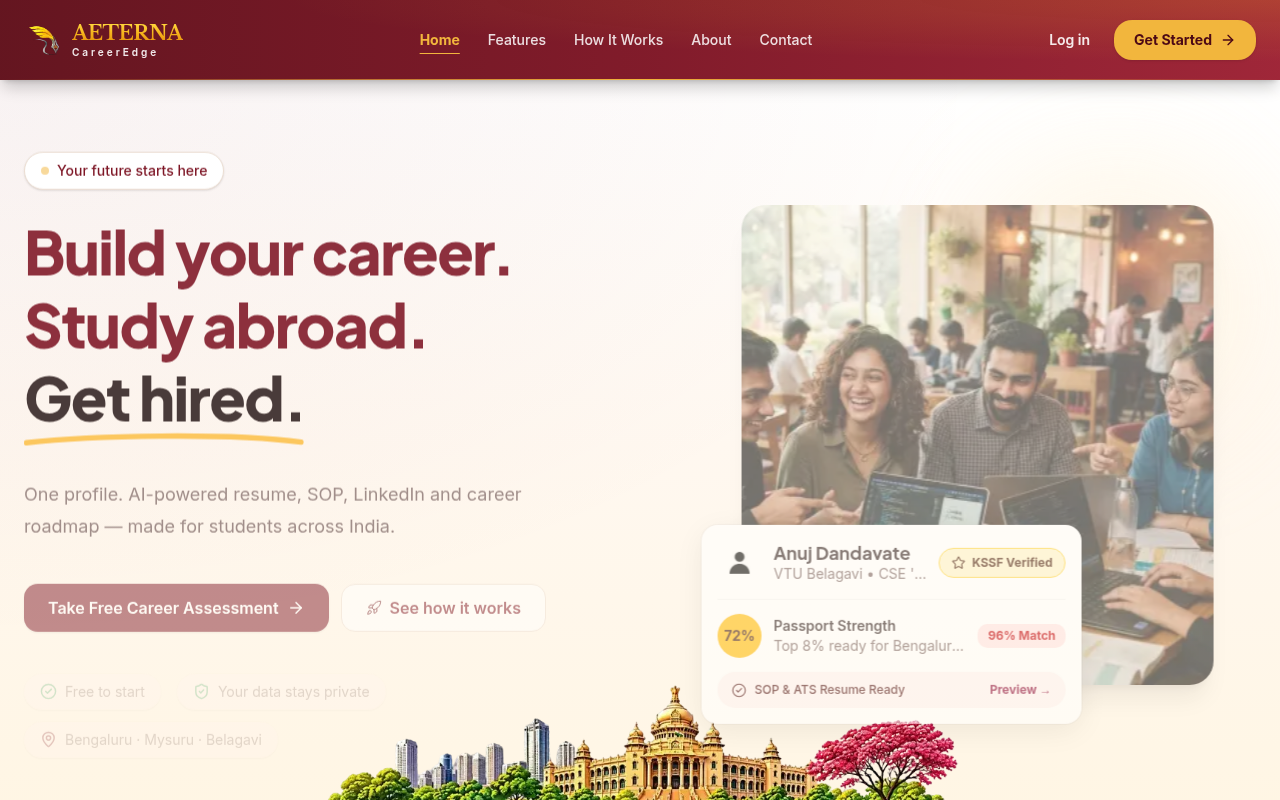 AETERNA
CareerEdge
Home
Features
How It Works
About
Contact
Log in
Get Started →
Your future starts here
Build your career.
Study abroad.
Get hired.
One profile. AI-powered resume, SOP, LinkedIn and career
roadmap — made for students across India.
Take Free Career Assessment →
See how it works
Free to start
Your data stays private
Bengaluru · Mysuru · Belagavi
Anuj Dandavate
VTU Belagavi • CSE '...
KSSF Verified
72%
Passport Strength
Top 8% ready for Bengalur...
96% Match
SOP & ATS Resume Ready
Preview →